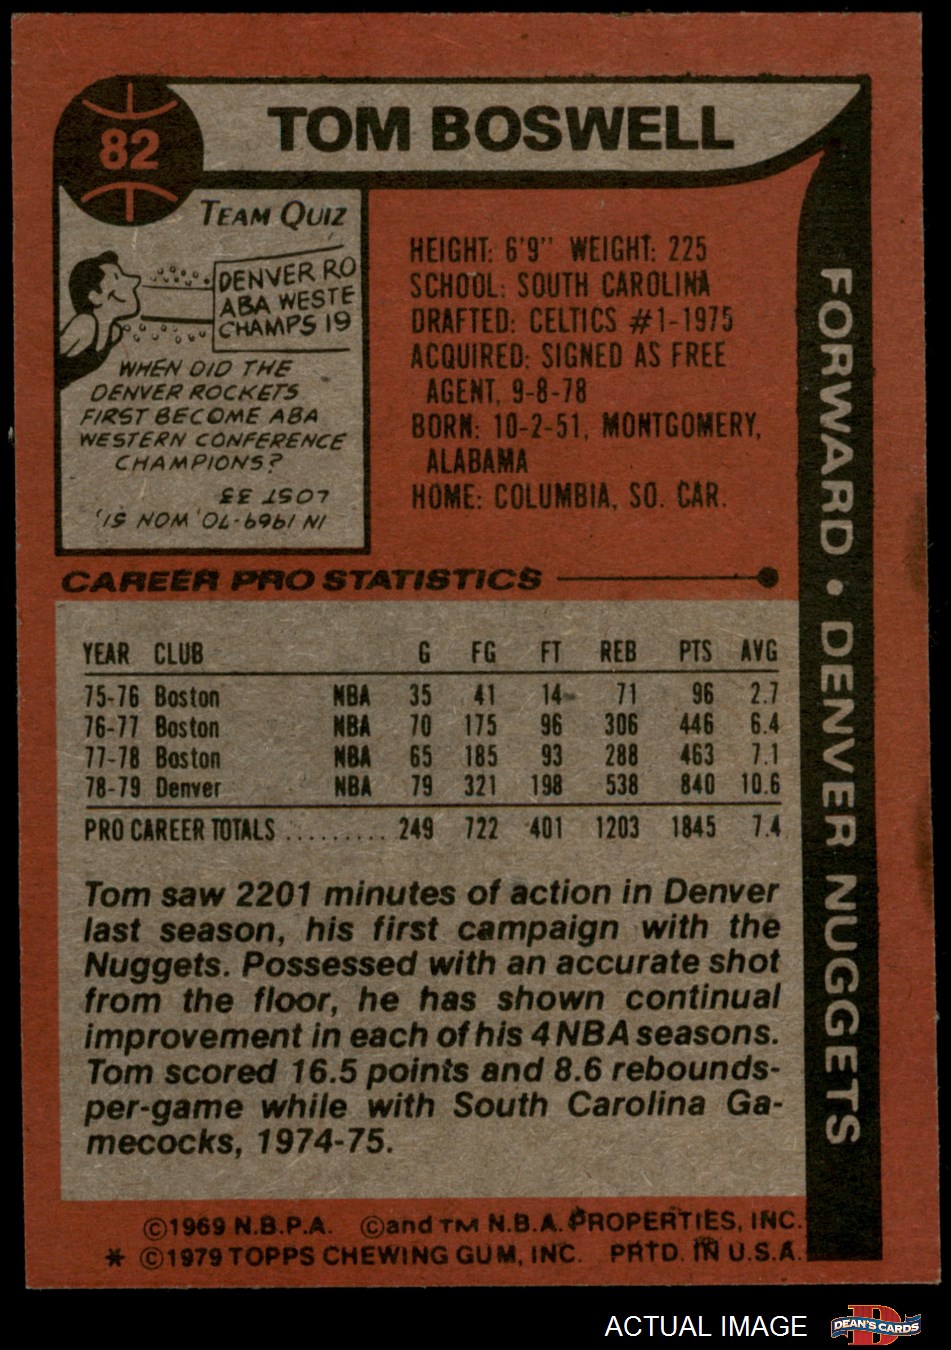 82
TOM BOSWELL
TEAM QUIZ
DENVER RO
ABA WESTE
CHAMPS 19
WHEN DID THE
DENVER ROCKETS
FIRST BECOME ABA
WESTERN CONFERENCE
CHAMPIONS?
IN 1969-70, WON 51,
LOST 33
HEIGHT: 6'9" WEIGHT: 225
SCHOOL: SOUTH CAROLINA
DRAFTED: CELTICS #1-1975
ACQUIRED: SIGNED AS FREE
AGENT, 9-8-78
BORN: 10-2-51, MONTGOMERY,
ALABAMA
HOME: COLUMBIA, SO. CAR.
FORWARD • DENVER NUGGETS
CAREER PRO STATISTICS
YEAR CLUB G FG FT REB PTS AVG
75-76 Boston NBA 35 41 14 71 96 2.7
76-77 Boston NBA 70 175 96 306 446 6.4
77-78 Boston NBA 65 185 93 288 463 7.1
78-79 Denver NBA 79 321 198 538 840 10.6
PRO CAREER TOTALS ......... 249 722 401 1203 1845 7.4
Tom saw 2201 minutes of action in Denver
last season, his first campaign with the
Nuggets. Possessed with an accurate shot
from the floor, he has shown continual
improvement in each of his 4 NBA seasons.
Tom scored 16.5 points and 8.6 rebounds-
per-game while with South Carolina Ga-
mecocks, 1974-75.
©1969 N.B.P.A. ©and TM N.B.A. PROPERTIES, INC.
* ©1979 TOPPS CHEWING GUM, INC. PRTD. IN U.S.A.
ACTUAL IMAGE
D
DEAN'S CARDS